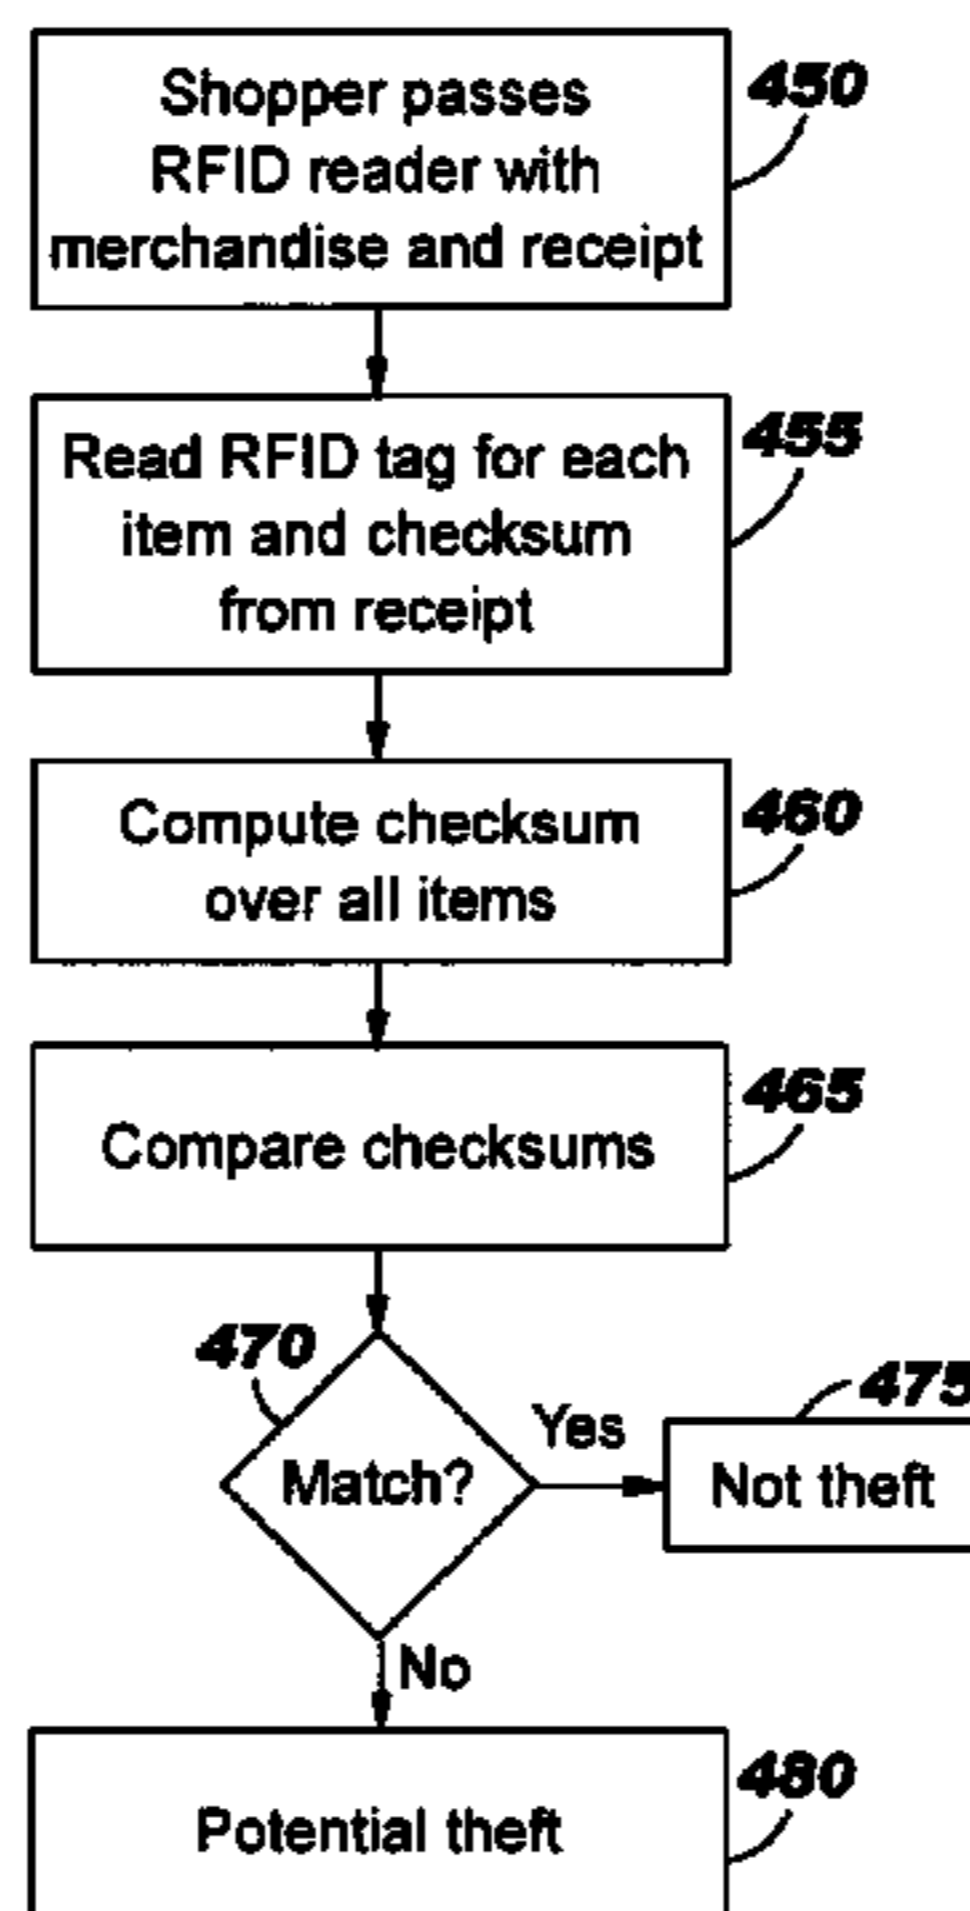 Shopper passes
RFID reader with
merchandise and receipt
450
Read RFID tag for each
item and checksum
from receipt
455
Compute checksum
over all items
460
Compare checksums
465
470
Match?
Yes
475
Not theft
No
Potential theft
480